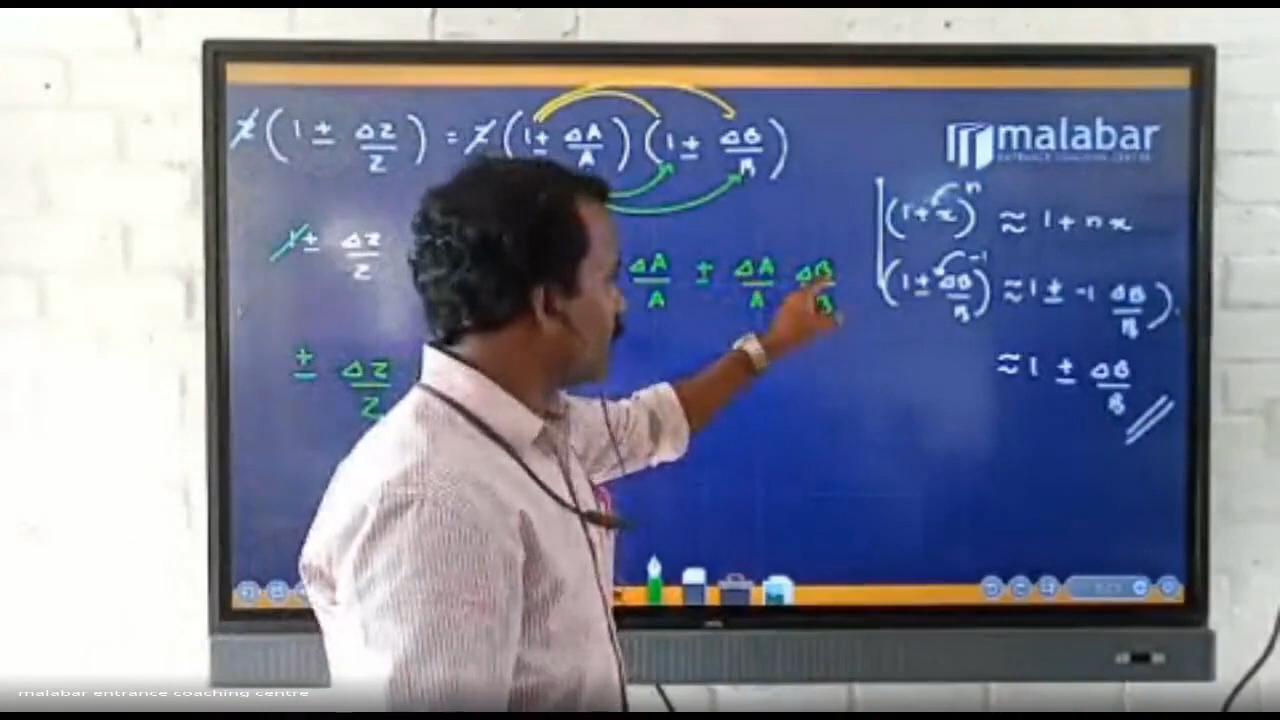 Z(1 ± ΔZ/Z) = Z(1± ΔA/A)(1± ΔB/B)
malabar
ENTRANCE COACHING CENTRE
(1+x)ⁿ ≈ 1+nx
1± ΔZ/Z
ΔA/A ± ΔA/A ΔB/B
(1± ΔB/B)⁻¹ ≈ 1 ± -1 ΔB/B).
± ΔZ/Z
≈ 1 ± ΔB/B
malabar entrance coaching centre